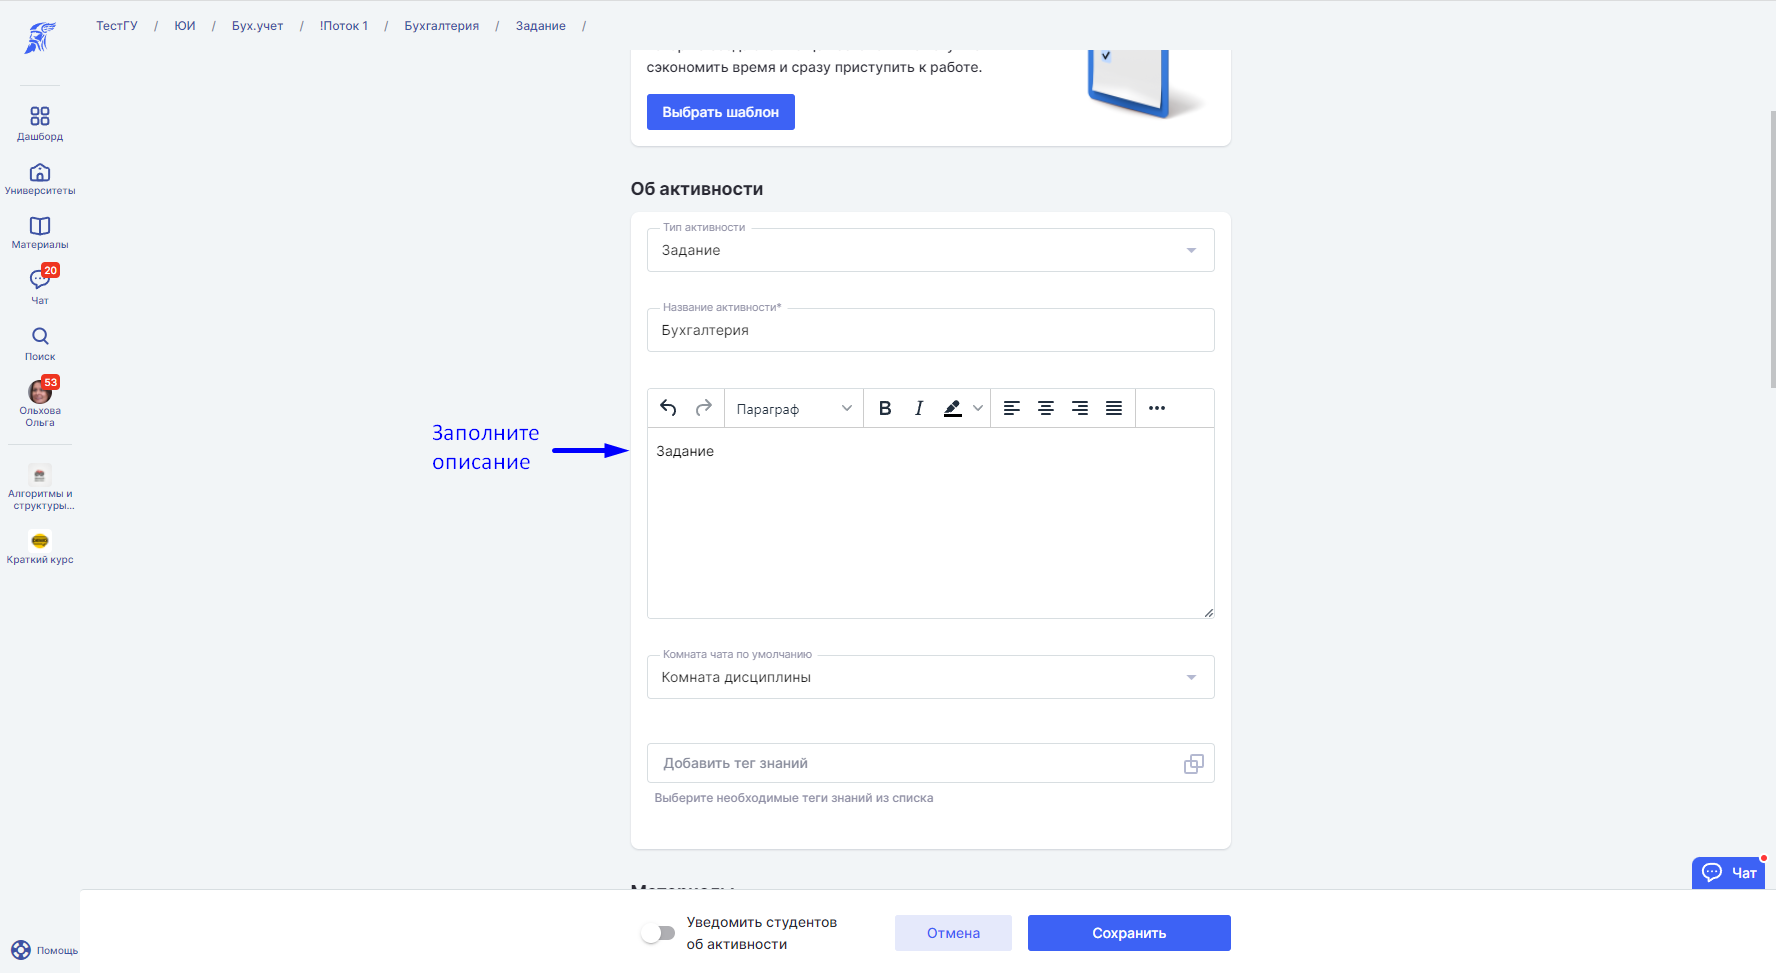 ТестГУ / ЮИ / Бух.учет / !Поток 1 / Бухгалтерия / Задание /
сэкономить время и сразу приступить к работе.
Выбрать шаблон
Дашборд
Университеты
Материалы
20
Чат
Поиск
53
Ольхова
Ольга
Алгоритмы и
структуры...
Краткий курс
Помощь
Об активности
Тип активности
Задание
Название активности*
Бухгалтерия
Параграф B I
Заполните
описание
Задание
Комната чата по умолчанию
Комната дисциплины
Добавить тег знаний
Выберите необходимые теги знаний из списка
Материалы
Чат
Уведомить студентов
об активности
Отмена
Сохранить